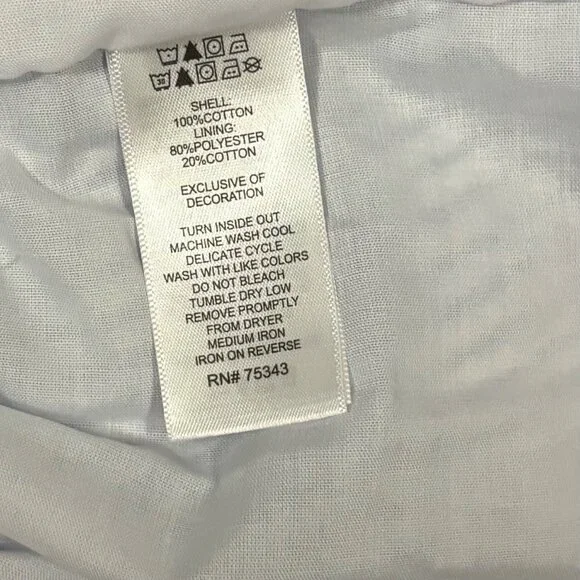 SHELL:
100%COTTON
LINING:
80%POLYESTER
20%COTTON
EXCLUSIVE OF
DECORATION
TURN INSIDE OUT
MACHINE WASH COOL
DELICATE CYCLE
WASH WITH LIKE COLORS
DO NOT BLEACH
TUMBLE DRY LOW
REMOVE PROMPTLY
FROM DRYER
MEDIUM IRON
IRON ON REVERSE
RN# 75343